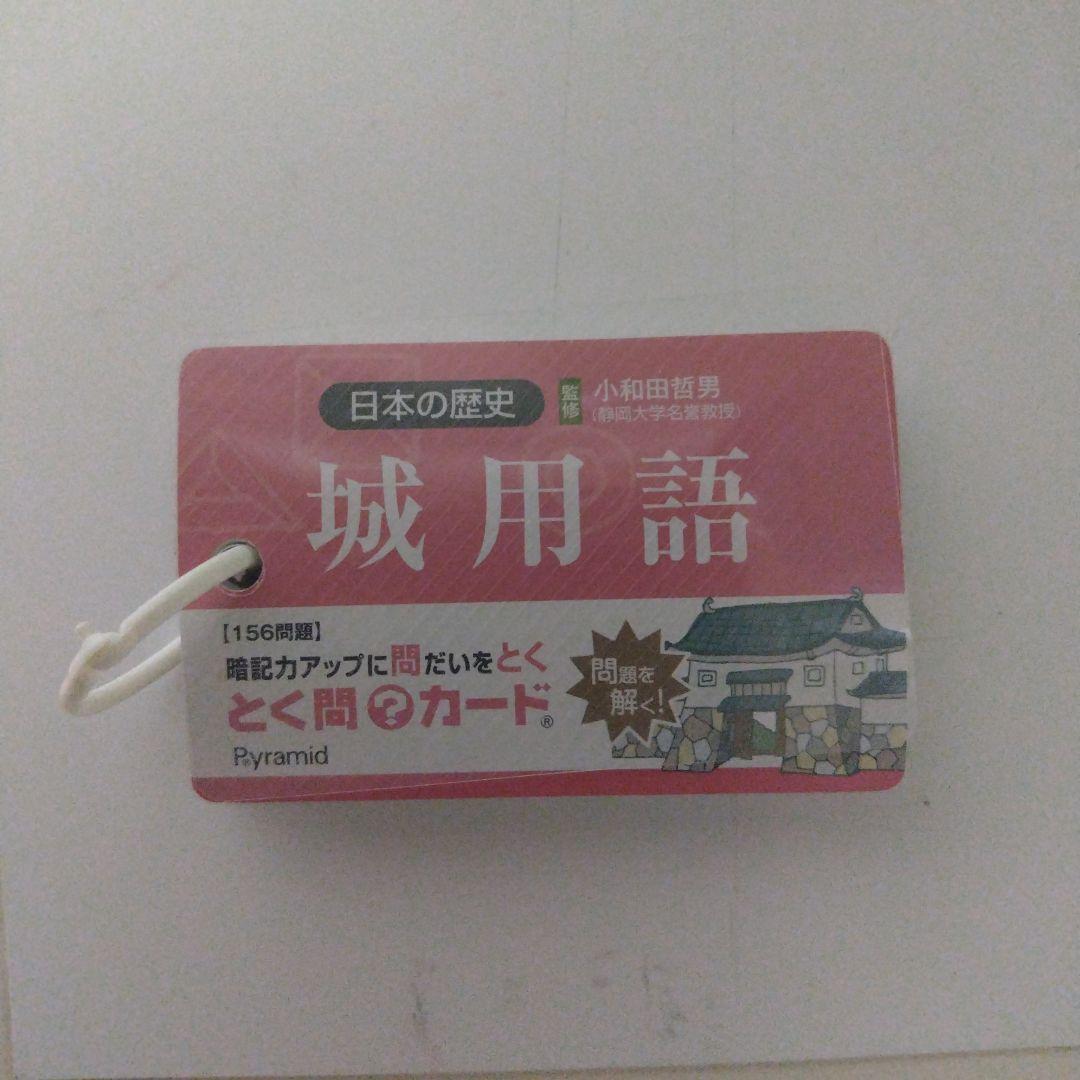 日本の歴史
監修
小和田哲男
(静岡大学名誉教授)
城用語
【156問題】
暗記力アップに問だいをとく
とく問?カード®
問題を
解く!
Pyramid